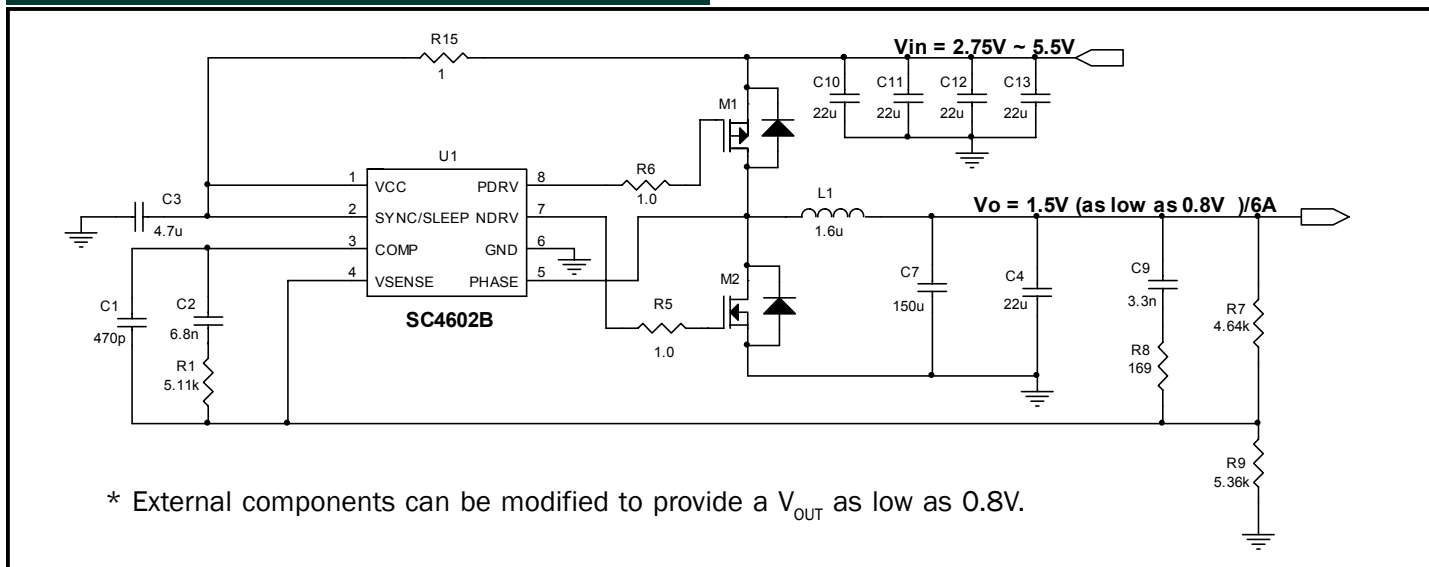 R15
1
Vin = 2.75V ~ 5.5V
C10
22u
C11
22u
C12
22u
C13
22u
M1
U1
R6
1.0
1 VCC PDRV 8
2 SYNC/SLEEP NDRV 7
3 COMP GND 6
4 VSENSE PHASE 5
SC4602B
C3
4.7u
L1
1.6u
Vo = 1.5V (as low as 0.8V )/6A
C1
470p
C2
6.8n
R1
5.11k
R5
1.0
M2
C7
150u
C4
22u
C9
3.3n
R8
169
R7
4.64k
R9
5.36k
* External components can be modified to provide a VOUT as low as 0.8V.